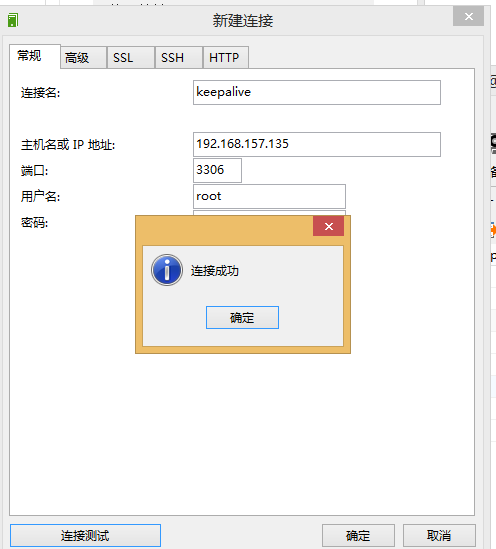 新建连接
常规
高级
SSL
SSH
HTTP
连接名:
keepalive
主机名或 IP 地址:
192.168.157.135
端口:
3306
用户名:
root
密码:
连接成功
确定
连接测试
确定
取消